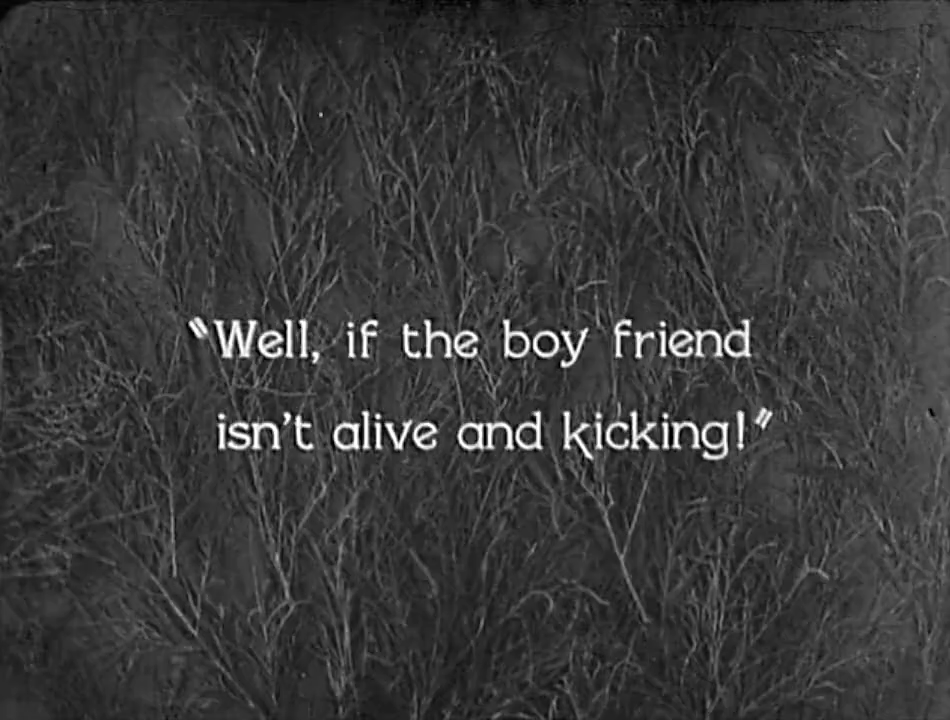 "Well, if the boy friend
isn't alive and kicking!"